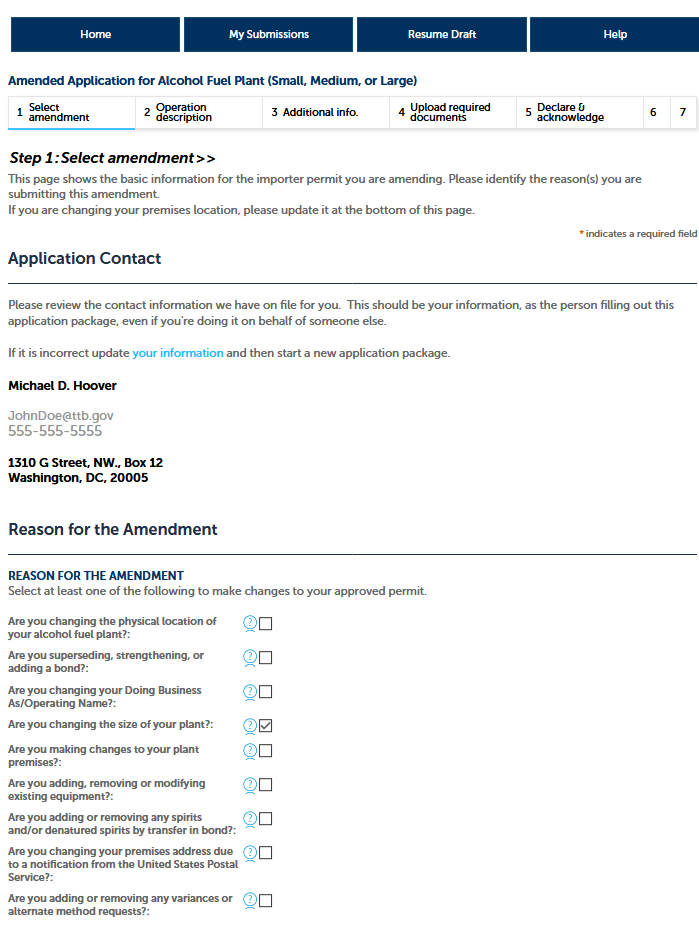 Home My Submissions Resume Draft Help
Amended Application for Alcohol Fuel Plant (Small, Medium, or Large)
1 Select amendment
2 Operation description
3 Additional info.
4 Upload required documents
5 Declare & acknowledge
6
7
Step 1:Select amendment>>
This page shows the basic information for the importer permit you are amending. Please identify the reason(s) you are
submitting this amendment.
If you are changing your premises location, please update it at the bottom of this page.
* indicates a required field
Application Contact
Please review the contact information we have on file for you. This should be your information, as the person filling out this
application package, even if you're doing it on behalf of someone else.
If it is incorrect update your information and then start a new application package.
Michael D. Hoover
JohnDoe@ttb.gov
555-555-5555
1310 G Street, NW., Box 12
Washington, DC, 20005
Reason for the Amendment
REASON FOR THE AMENDMENT
Select at least one of the following to make changes to your approved permit.
Are you changing the physical location of
your alcohol fuel plant?: ?
Are you superseding, strengthening, or
adding a bond?: ?
Are you changing your Doing Business
As/Operating Name?: ?
Are you changing the size of your plant?: ?
Are you making changes to your plant
premises?: ?
Are you adding, removing or modifying
existing equipment?: ?
Are you adding or removing any spirits
and/or denatured spirits by transfer in bond?: ?
Are you changing your premises address due
to a notification from the United States Postal
Service?: ?
Are you adding or removing any variances or
alternate method requests?: ?